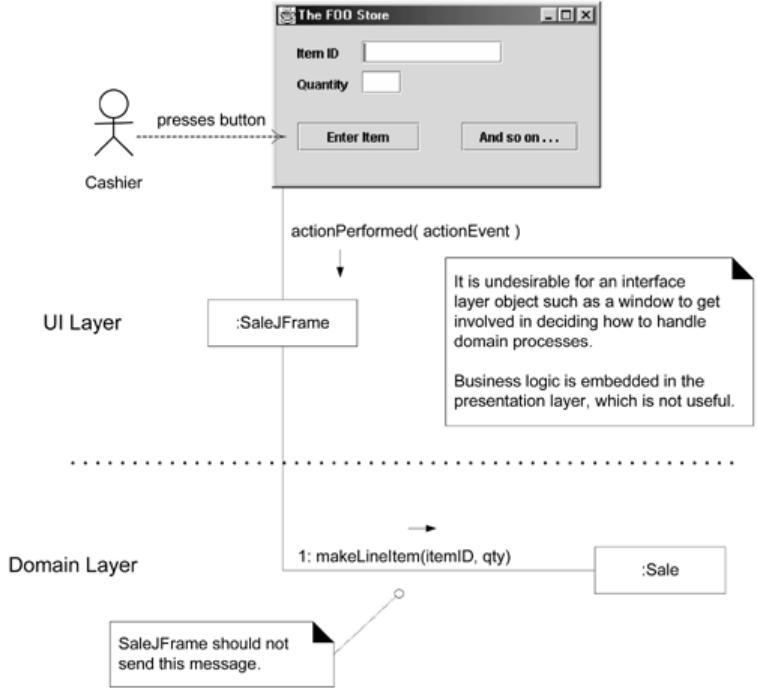 The FOO Store
Item ID
Quantity
presses button
Enter Item
And so on . . .
Cashier
actionPerformed( actionEvent )
It is undesirable for an interface
layer object such as a window to get
involved in deciding how to handle
domain processes.
Business logic is embedded in the
presentation layer, which is not useful.
UI Layer
:SaleJFrame
1: makeLineItem(itemID, qty)
Domain Layer
:Sale
SaleJFrame should not
send this message.